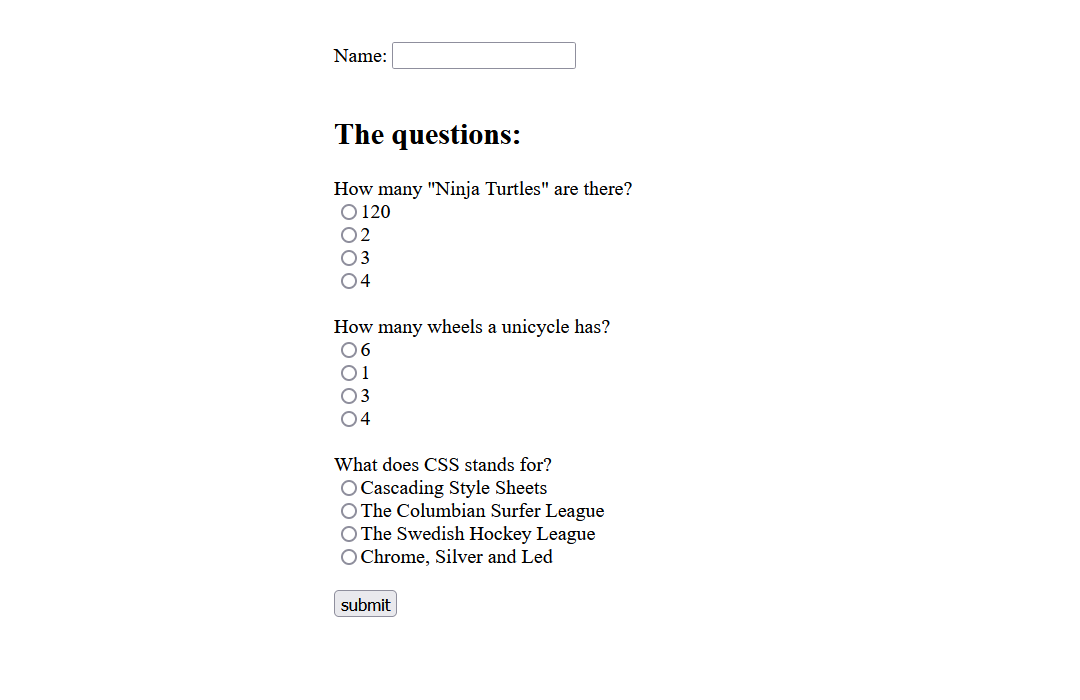 Name:
The questions:
How many "Ninja Turtles" are there?
120
2
3
4
How many wheels a unicycle has?
6
1
3
4
What does CSS stands for?
Cascading Style Sheets
The Columbian Surfer League
The Swedish Hockey League
Chrome, Silver and Led
submit